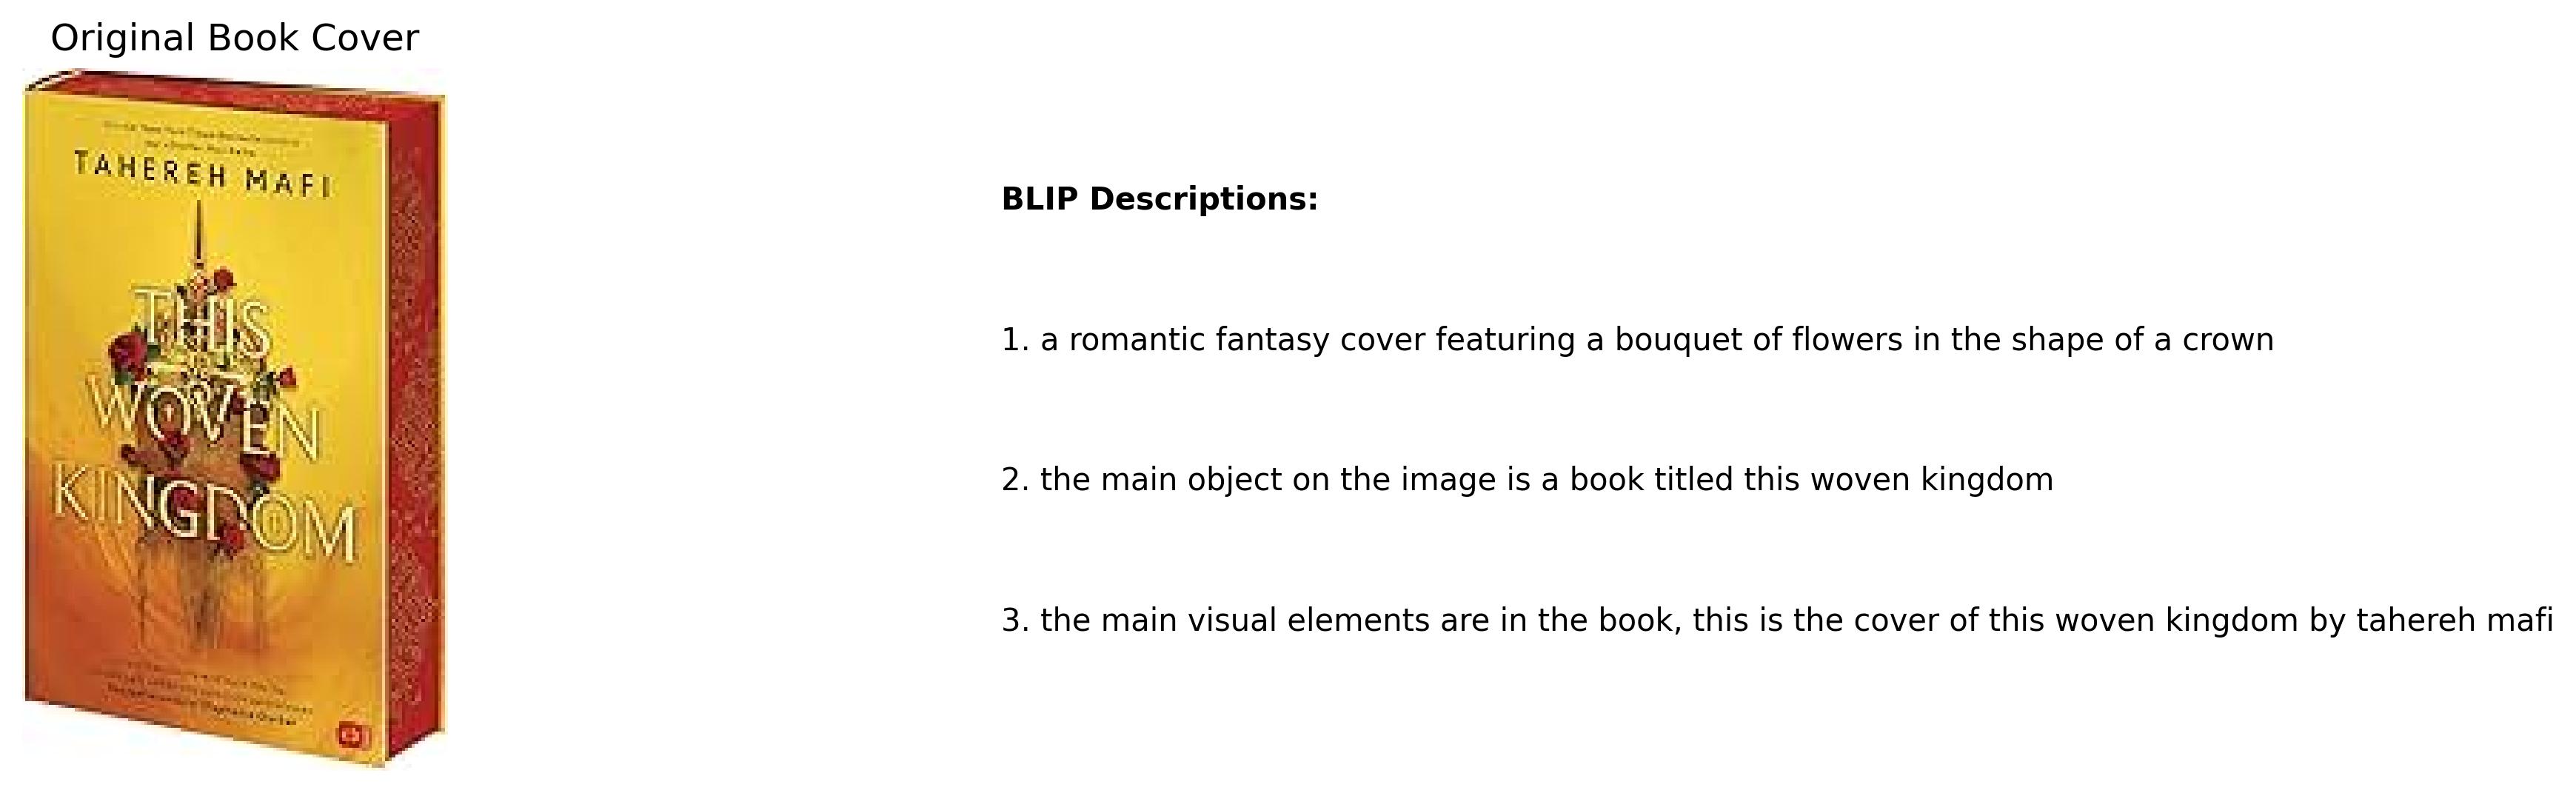 Original Book Cover
TAHEREH MAFI
THIS
WOVEN
KINGDOM
BLIP Descriptions:
1. a romantic fantasy cover featuring a bouquet of flowers in the shape of a crown
2. the main object on the image is a book titled this woven kingdom
3. the main visual elements are in the book, this is the cover of this woven kingdom by tahereh mafi